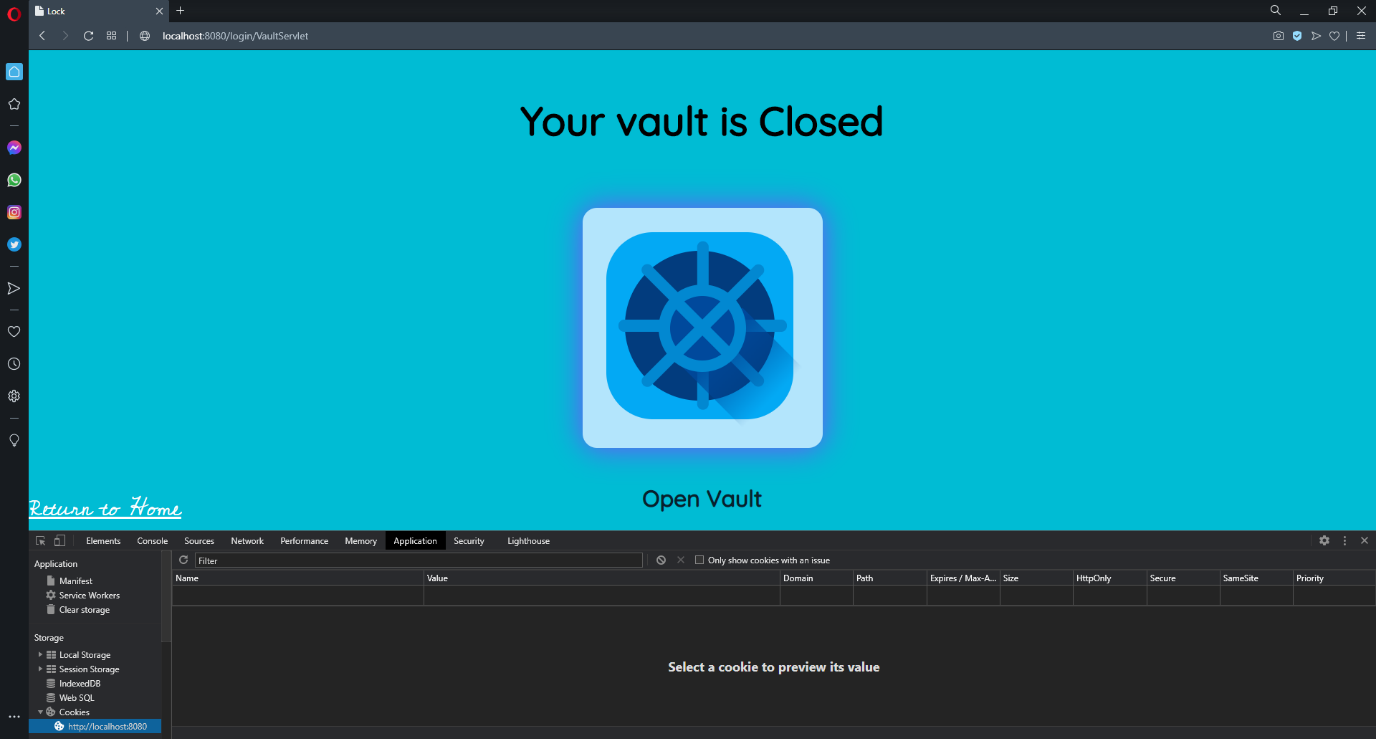 Lock
localhost:8080/login/VaultServlet
Your vault is Closed
Open Vault
Return to Home
Elements Console Sources Network Performance Memory Application Security Lighthouse
Application
Manifest
Service Workers
Clear storage
Storage
Local Storage
Session Storage
IndexedDB
Web SQL
Cookies
http://localhost:8080
Filter
Only show cookies with an issue
Name Value Domain Path Expires / Max-A... Size HttpOnly Secure SameSite Priority
Select a cookie to preview its value